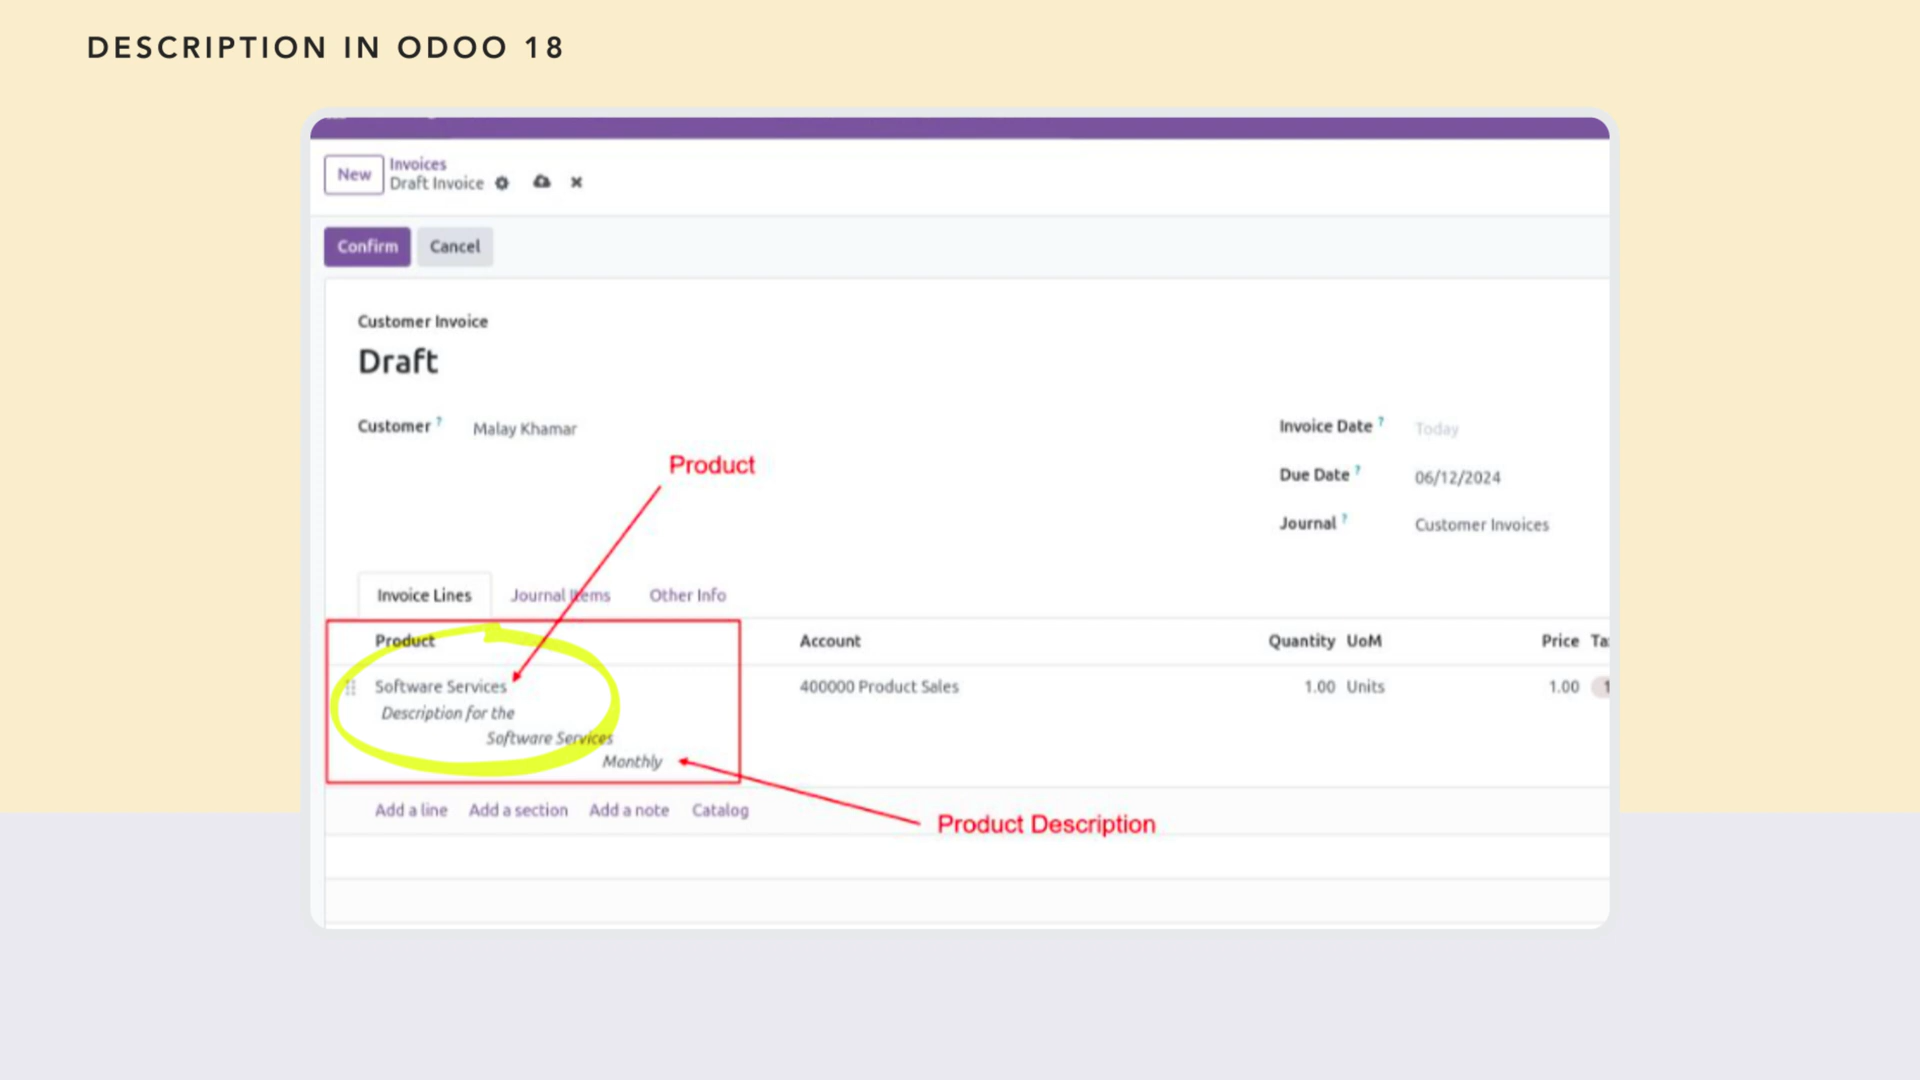 DESCRIPTION IN ODOO 18
New
Invoices
Draft Invoice
Confirm
Cancel
Customer Invoice
Draft
Customer ?
Malay Khamar
Invoice Date ?
Today
Product
Due Date ?
06/12/2024
Journal ?
Customer Invoices
Invoice Lines
Journal Items
Other Info
Product
Account
Quantity
UoM
Price
Software Services
400000 Product Sales
1.00
Units
1.00
Description for the
Software Services
Monthly
Add a line
Add a section
Add a note
Catalog
Product Description